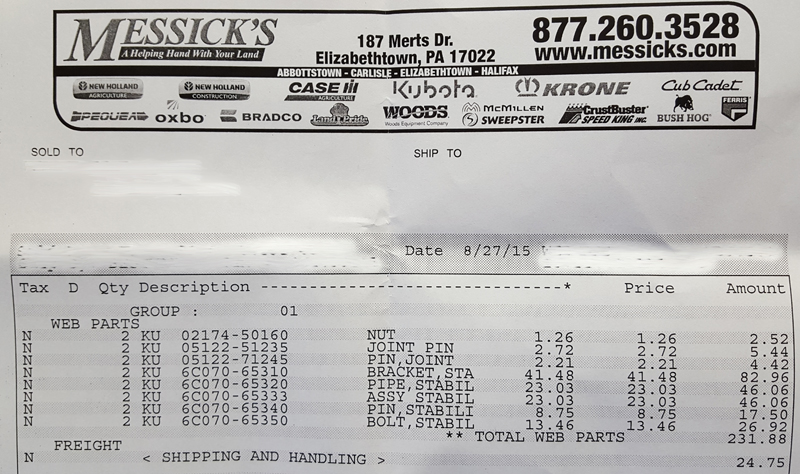 MESSICK'S
A Helping Hand With Your Land
187 Merts Dr.
Elizabethtown, PA 17022
877.260.3528
www.messicks.com
ABBOTTSTOWN - CARLISLE - ELIZABETHTOWN - HALIFAX
NEW HOLLAND AGRICULTURE NEW HOLLAND CONSTRUCTION CASE IH AGRICULTURE Kubota KRONE Cub Cadet
PEQUEA oxbo BRADCO Land Pride WOODS Woods Equipment Company McMILLEN SWEEPSTER CrustBuster SPEED KING INC. BUSH HOG FERRIS
SOLD TO SHIP TO
Date 8/27/15
Tax D Qty Description -------------------------------* Price Amount
GROUP : 01
WEB PARTS
N 2 KU 02174-50160 NUT 1.26 1.26 2.52
N 2 KU 05122-51235 JOINT PIN 2.72 2.72 5.44
N 2 KU 05122-71245 PIN,JOINT 2.21 2.21 4.42
N 2 KU 6C070-65310 BRACKET,STA 41.48 41.48 82.96
N 2 KU 6C070-65320 PIPE,STABIL 23.03 23.03 46.06
N 2 KU 6C070-65333 ASSY STABIL 23.03 23.03 46.06
N 2 KU 6C070-65340 PIN,STABILI 8.75 8.75 17.50
N 2 KU 6C070-65350 BOLT,STABIL 13.46 13.46 26.92
** TOTAL WEB PARTS 231.88
FREIGHT
N < SHIPPING AND HANDLING > 24.75